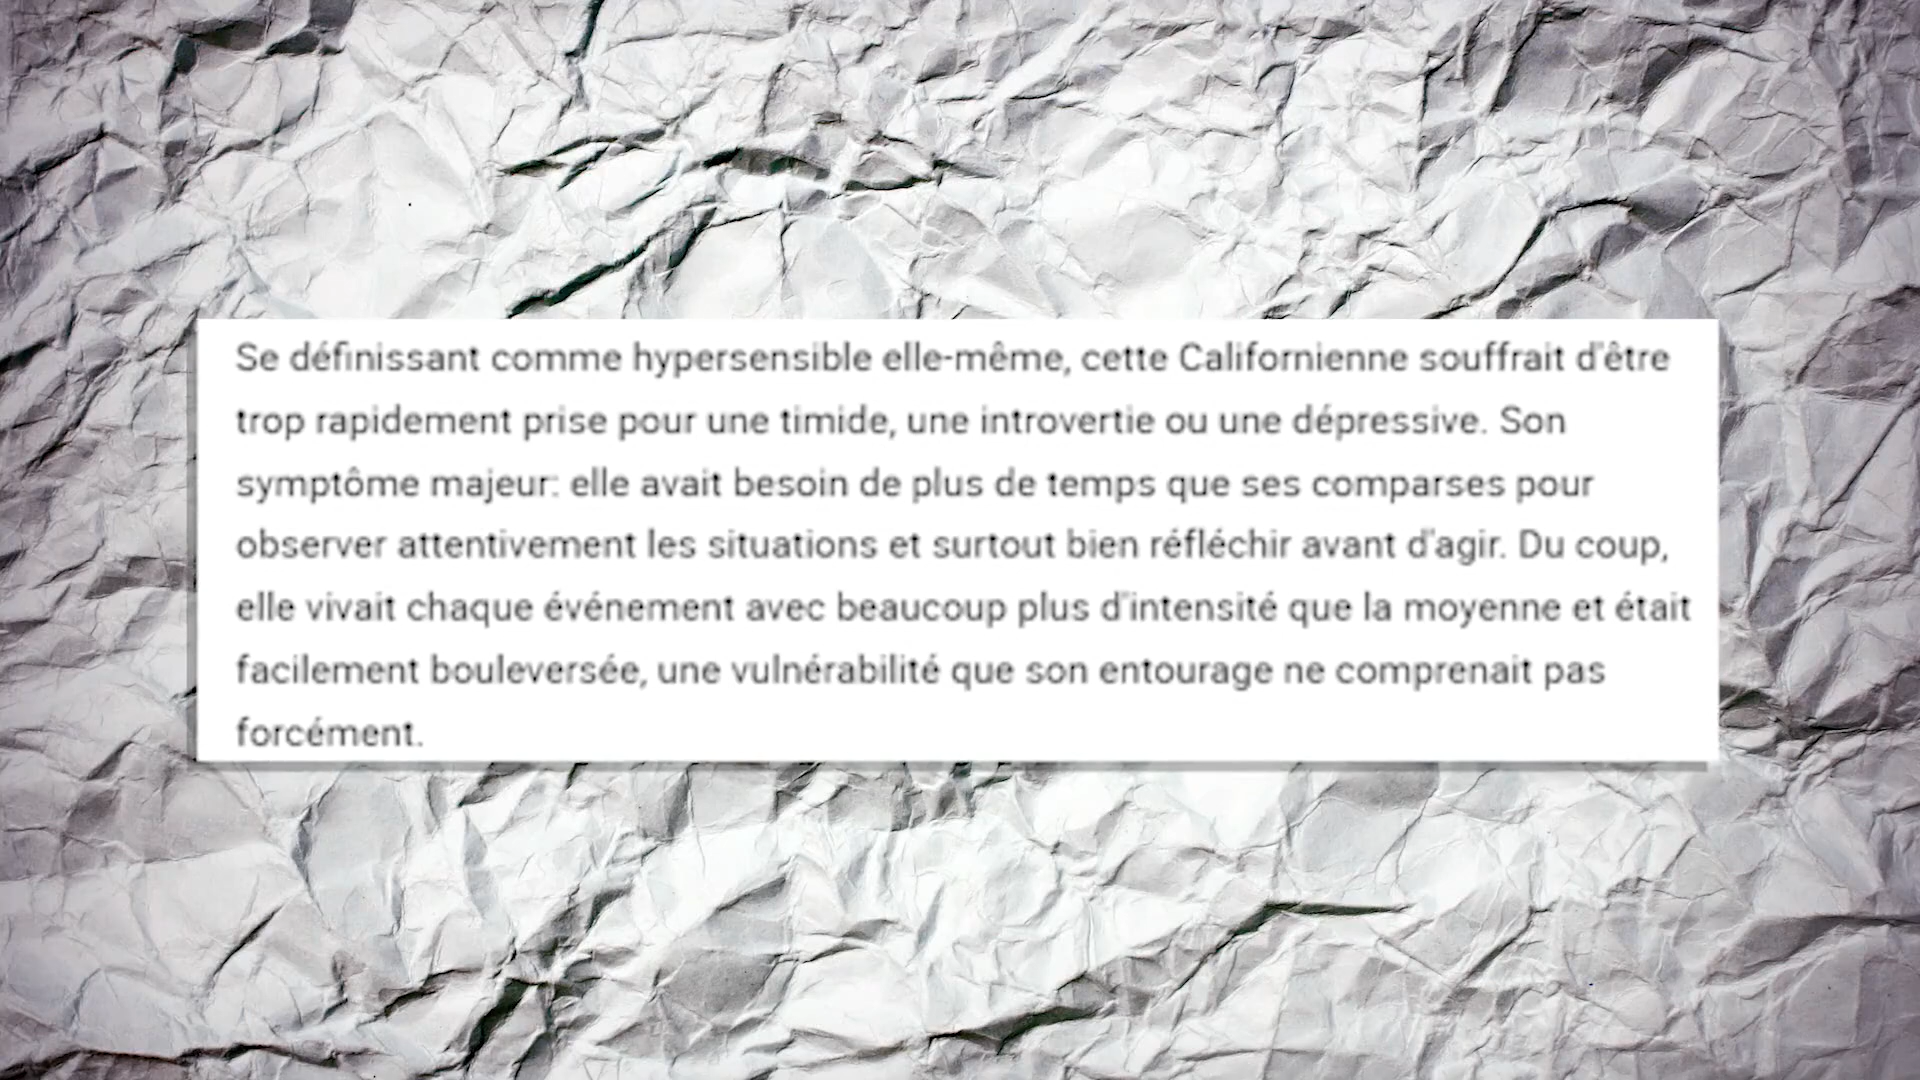 Se définissant comme hypersensible elle-même, cette Californienne souffrait d'être
trop rapidement prise pour une timide, une introvertie ou une dépressive. Son
symptôme majeur: elle avait besoin de plus de temps que ses comparses pour
observer attentivement les situations et surtout bien réfléchir avant d'agir. Du coup,
elle vivait chaque événement avec beaucoup plus d'intensité que la moyenne et était
facilement bouleversée, une vulnérabilité que son entourage ne comprenait pas
forcément.